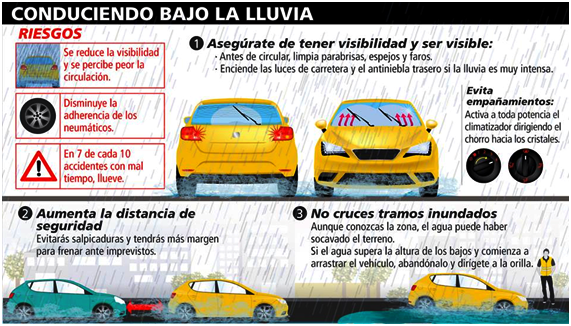 CONDUCIENDO BAJO LA LLUVIA
RIESGOS
Se reduce la visibilidad
y se percibe peor la
circulación.
Disminuye la
adherencia de los
neumáticos.
En 7 de cada 10
accidentes con mal
tiempo, llueve.
1 Asegúrate de tener visibilidad y ser visible:
· Antes de circular, limpia parabrisas, espejos y faros.
· Enciende las luces de carretera y el antiniebla trasero si la lluvia es muy intensa.
Evita
empañamientos:
Activa a toda potencia el
climatizador dirigiendo el
chorro hacia los cristales.
2 Aumenta la distancia de
seguridad
Evitarás salpicaduras y tendrás más margen
para frenar ante imprevistos.
3 No cruces tramos inundados
Aunque conozcas la zona, el agua puede haber
socavado el terreno.
Si el agua supera la altura de los bajos y comienza a
arrastrar el vehículo, abandónalo y dirígete a la orilla.